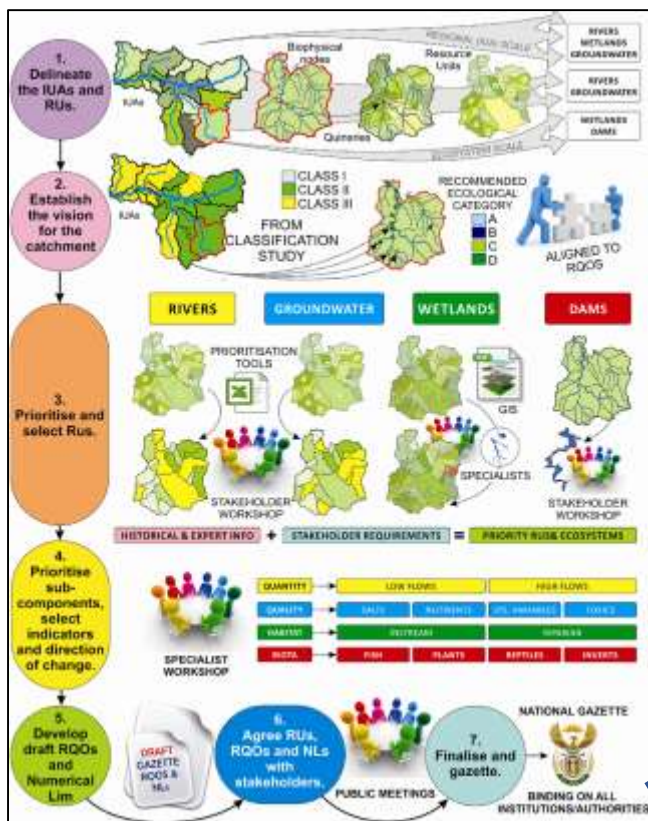 1.
Delineate
the IUAs and
RUs.
IUAs
Biophysical
nodes
Quineries
Resource
Units
RIVERS
WETLANDS
GROUNDWATER
RIVERS
GROUNDWATER
WETLANDS
DAMS
2.
Establish
the vision
for the
catchment
IUAs
CLASS I
CLASS II
CLASS III
FROM
CLASSIFICATION
STUDY
RECOMMENDED
ECOLOGICAL
CATEGORY
A
B
C
D
ALIGNED TO
RQOS
3.
Prioritise and
select Rus.
RIVERS
GROUNDWATER
WETLANDS
DAMS
PRIORITISATION
TOOLS
STAKEHOLDER
WORKSHOP
GIS
SPECIALISTS
STAKEHOLDER
WORKSHOP
HISTORICAL & EXPERT INFO + STAKEHOLDER REQUIREMENTS = PRIORITY RUS& ECOSYSTEMS
4.
Prioritise
sub-
components,
select
indicators
and direction
of change.
SPECIALIST
WORKSHOP
QUANTITY LOW FLOWS HIGH FLOWS
QUALITY SALTS NUTRIENTS SYS. VARIABLES TOXICS
HABITAT INSTREAM RIPARIAN
BIOTA FISH PLANTS REPTILES INVERTS
5.
Develop
draft RQOs
and
Numerical
Lim
DRAFT
GAZETTE
RQOS &
NLs
6.
Agree RUs,
RQOs and NLs
with
stakeholders.
PUBLIC MEETINGS
7.
Finalise and
gazette.
NATIONAL GAZETTE
BINDING ON ALL
INSTITUTIONS/AUTHORITIES